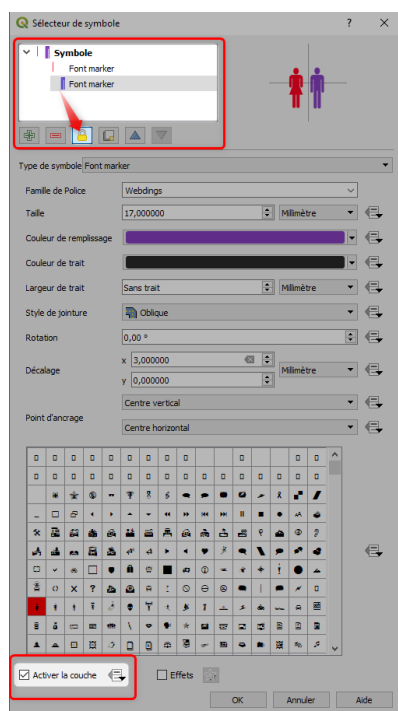 Sélecteur de symbole ? ×
Symbole
Font marker
Font marker
Type de symbole Font marker
Famille de Police Webdings
Taille 17,000000 Millimètre
Couleur de remplissage
Couleur de trait
Largeur de trait Sans trait Millimètre
Style de jointure Oblique
Rotation 0,00 °
Décalage x 3,000000 Millimètre
y 0,000000
Point d'ancrage Centre vertical
Centre horizontal
Activer la couche Effets
OK Annuler Aide